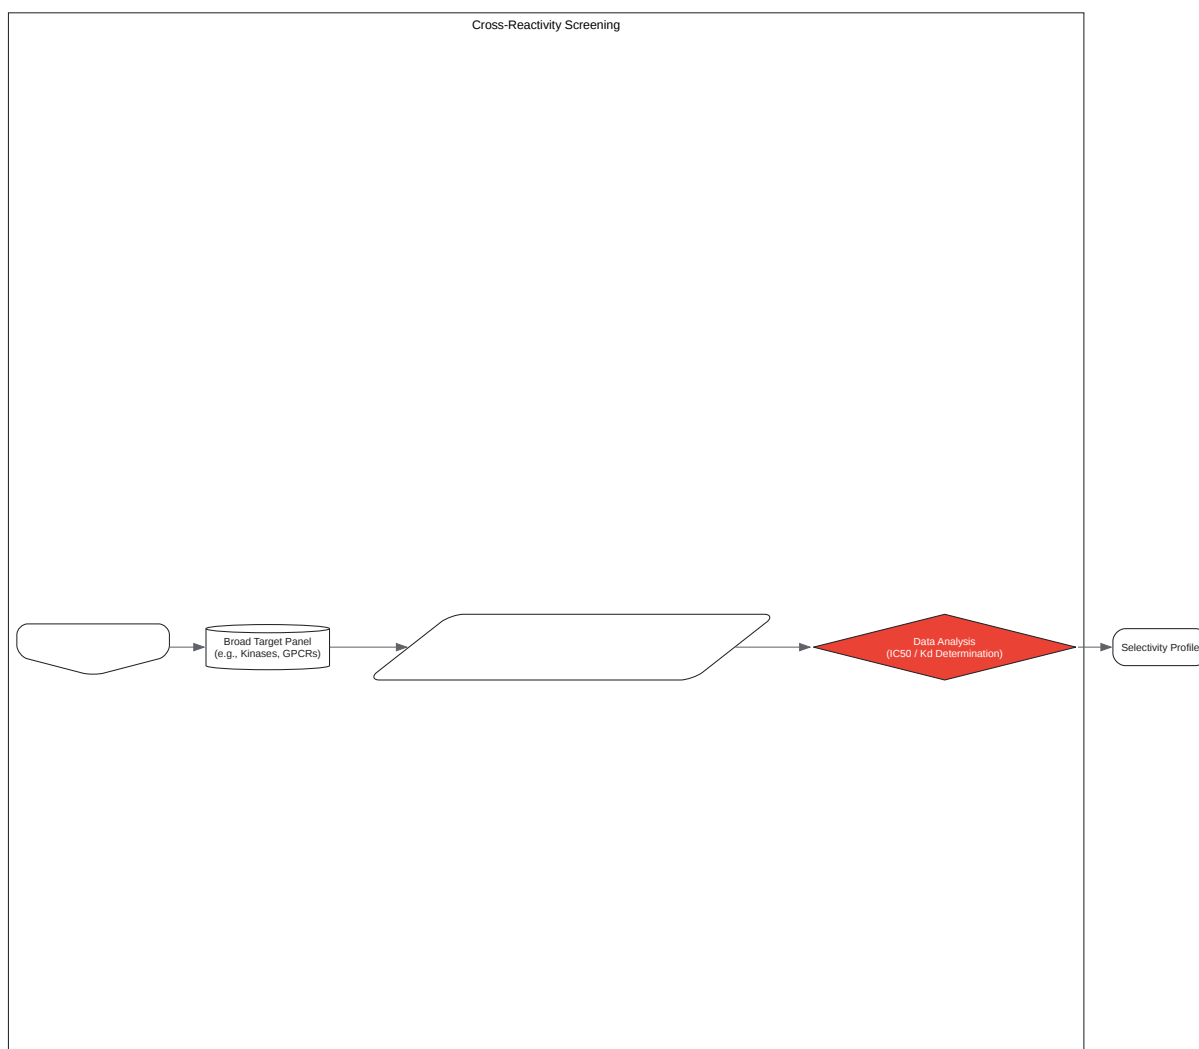 Cross-Reactivity Screening
Broad Target Panel
(e.g., Kinases, GPCRs)
Data Analysis
(IC50 / Kd Determination)
Selectivity Profile